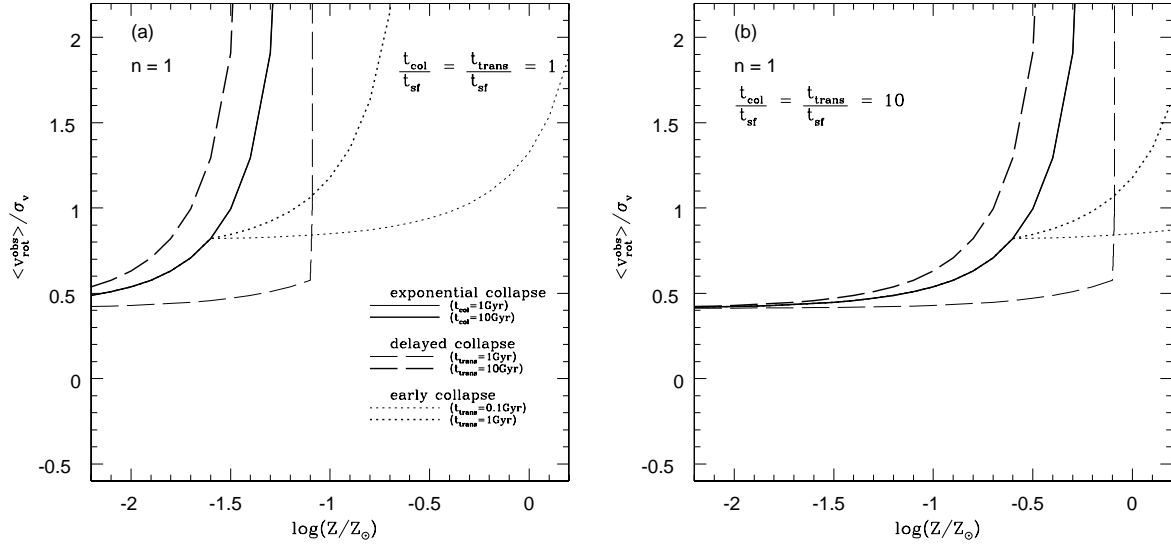 (a)
n = 1
t_col/t_sf = t_trans/t_sf = 1
2
1.5
1
0.5
0
-0.5
<v_rot^obs>/σ_v
exponential collapse
(t_col=1Gyr)
(t_col=10Gyr)
delayed collapse
(t_trans=1Gyr)
(t_trans=10Gyr)
early collapse
(t_trans=0.1Gyr)
(t_trans=1Gyr)
-2 -1.5 -1 -0.5 0
log(Z/Z⊙)
(b)
n = 1
t_col/t_sf = t_trans/t_sf = 10
2
1.5
1
0.5
0
-0.5
<v_rot^obs>/σ_v
-2 -1.5 -1 -0.5 0
log(Z/Z⊙)